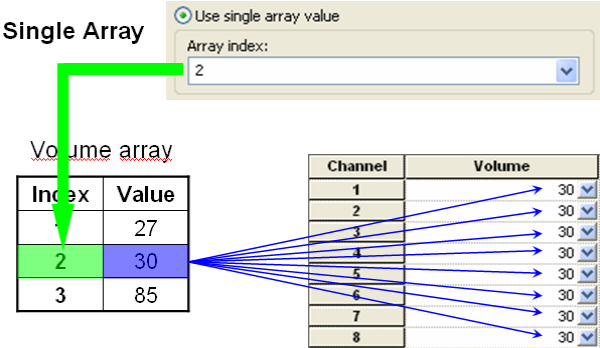 Use single array value
Single Array
Array index:
2
Volume array
Index Value
27
2 30
3 85
Channel Volume
1 30
2 30
3 30
4 30
5 30
6 30
7 30
8 30